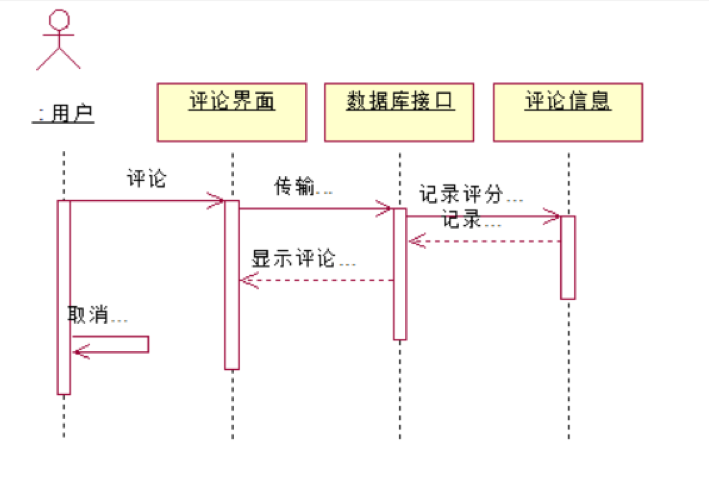 : 用户
评论界面
数据库接口
评论信息
评论
传输...
记录评分...
记录...
显示评论...
取消...